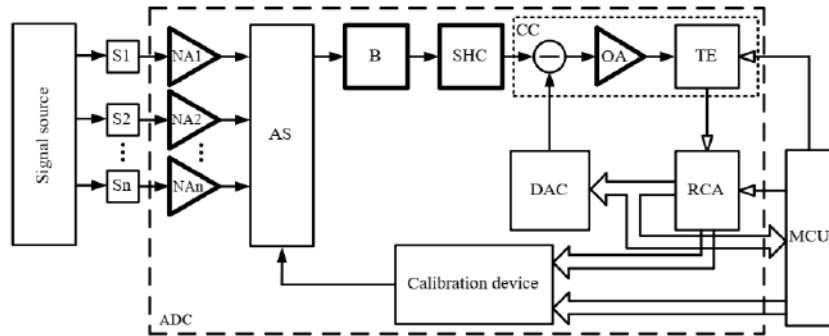 Signal source
S1
S2
Sn
NA1
NA2
NAn
AS
B
SHC
CC
OA
TE
DAC
RCA
MCU
Calibration device
ADC